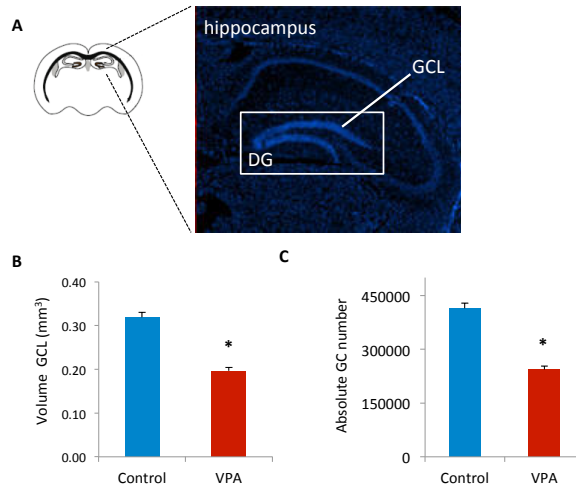 A
hippocampus
GCL
DG
B
Volume GCL (mm³)
0.40
0.30
0.20
0.10
0.00
*
Control
VPA
C
Absolute GC number
450000
300000
150000
0
*
Control
VPA